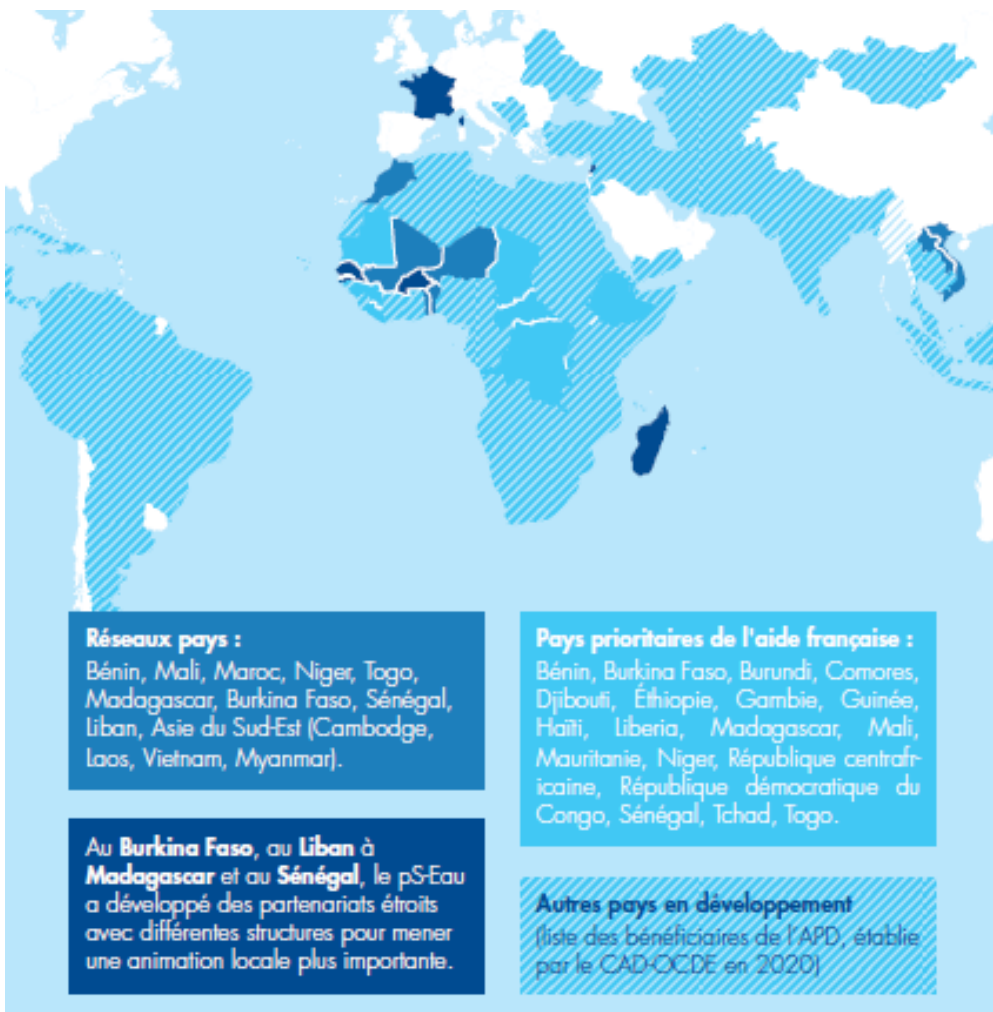 Réseaux pays :
Bénin, Mali, Maroc, Niger, Togo,
Madagascar, Burkina Faso, Sénégal,
Liban, Asie du Sud-Est (Cambodge,
Laos, Vietnam, Myanmar).
Au Burkina Faso, au Liban à
Madagascar et au Sénégal, le pS-Eau
a développé des partenariats étroits
avec différentes structures pour mener
une animation locale plus importante.
Pays prioritaires de l'aide française :
Bénin, Burkina Faso, Burundi, Comores,
Djibouti, Éthiopie, Gambie, Guinée,
Haïti, Liberia, Madagascar, Mali,
Mauritanie, Niger, République centrafr-
icaine, République démocratique du
Congo, Sénégal, Tchad, Togo.
Autres pays en développement
(liste des bénéficiaires de l'APD, établie
par le CAD-OCDE en 2020)